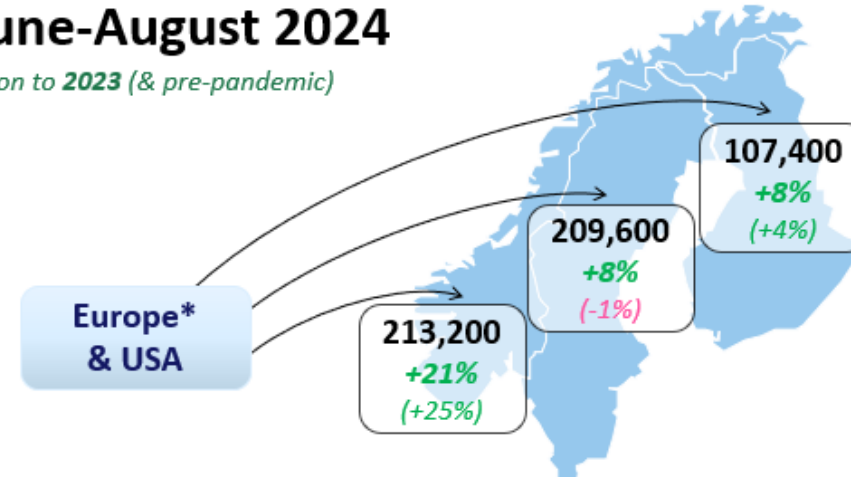 une-August 2024
on to 2023 (& pre-pandemic)
107,400
+8%
(+4%)
209,600
+8%
(-1%)
Europe*
& USA
213,200
+21%
(+25%)